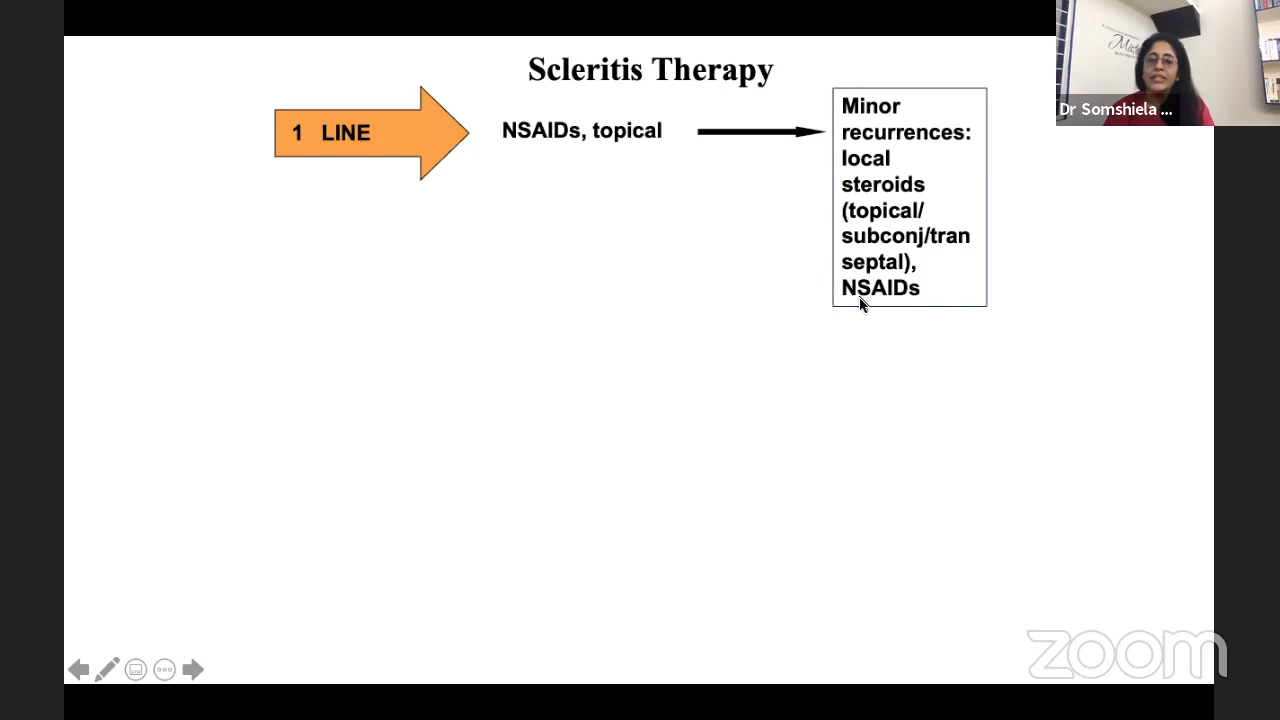 Scleritis Therapy
1 LINE
NSAIDs, topical
Minor
recurrences:
local
steroids
(topical/
subconj/tran
septal),
NSAIDs
Dr Somshiela ...
zoom